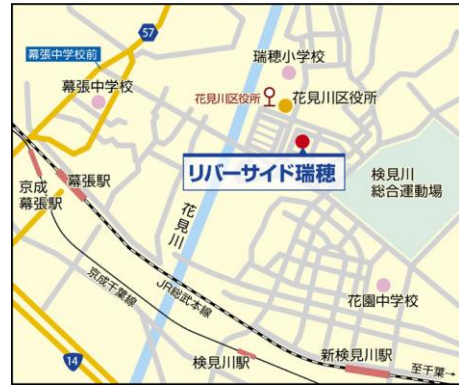 57
幕張中学校前
瑞穂小学校
幕張中学校
花見川区役所
花見川区役所
リバーサイド瑞穂
検見川
総合運動場
京成
幕張駅
幕張駅
花見川
京成千葉線
JR総武本線
花園中学校
14
検見川駅
新検見川駅
至千葉→